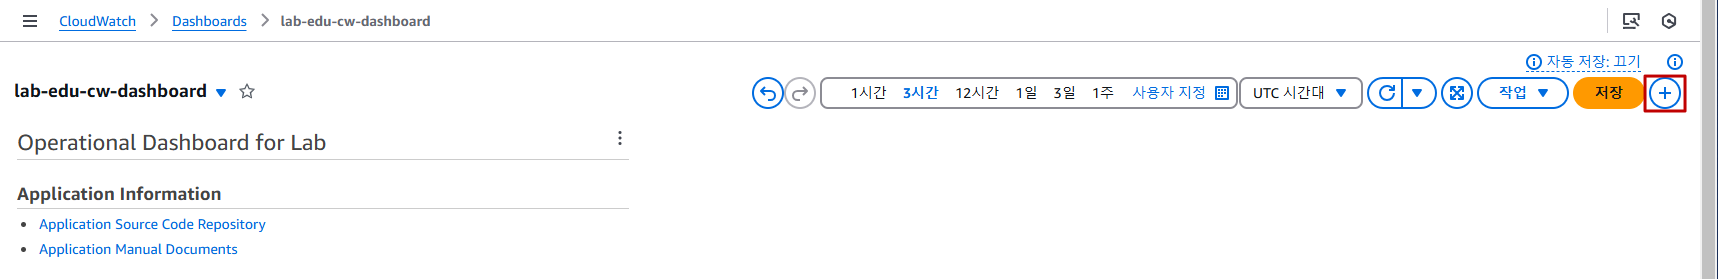 CloudWatch > Dashboards > lab-edu-cw-dashboard
자동 저장: 끄기
lab-edu-cw-dashboard
1시간 3시간 12시간 1일 3일 1주 사용자 지정 UTC 시간대 작업 저장
Operational Dashboard for Lab
Application Information
• Application Source Code Repository
• Application Manual Documents